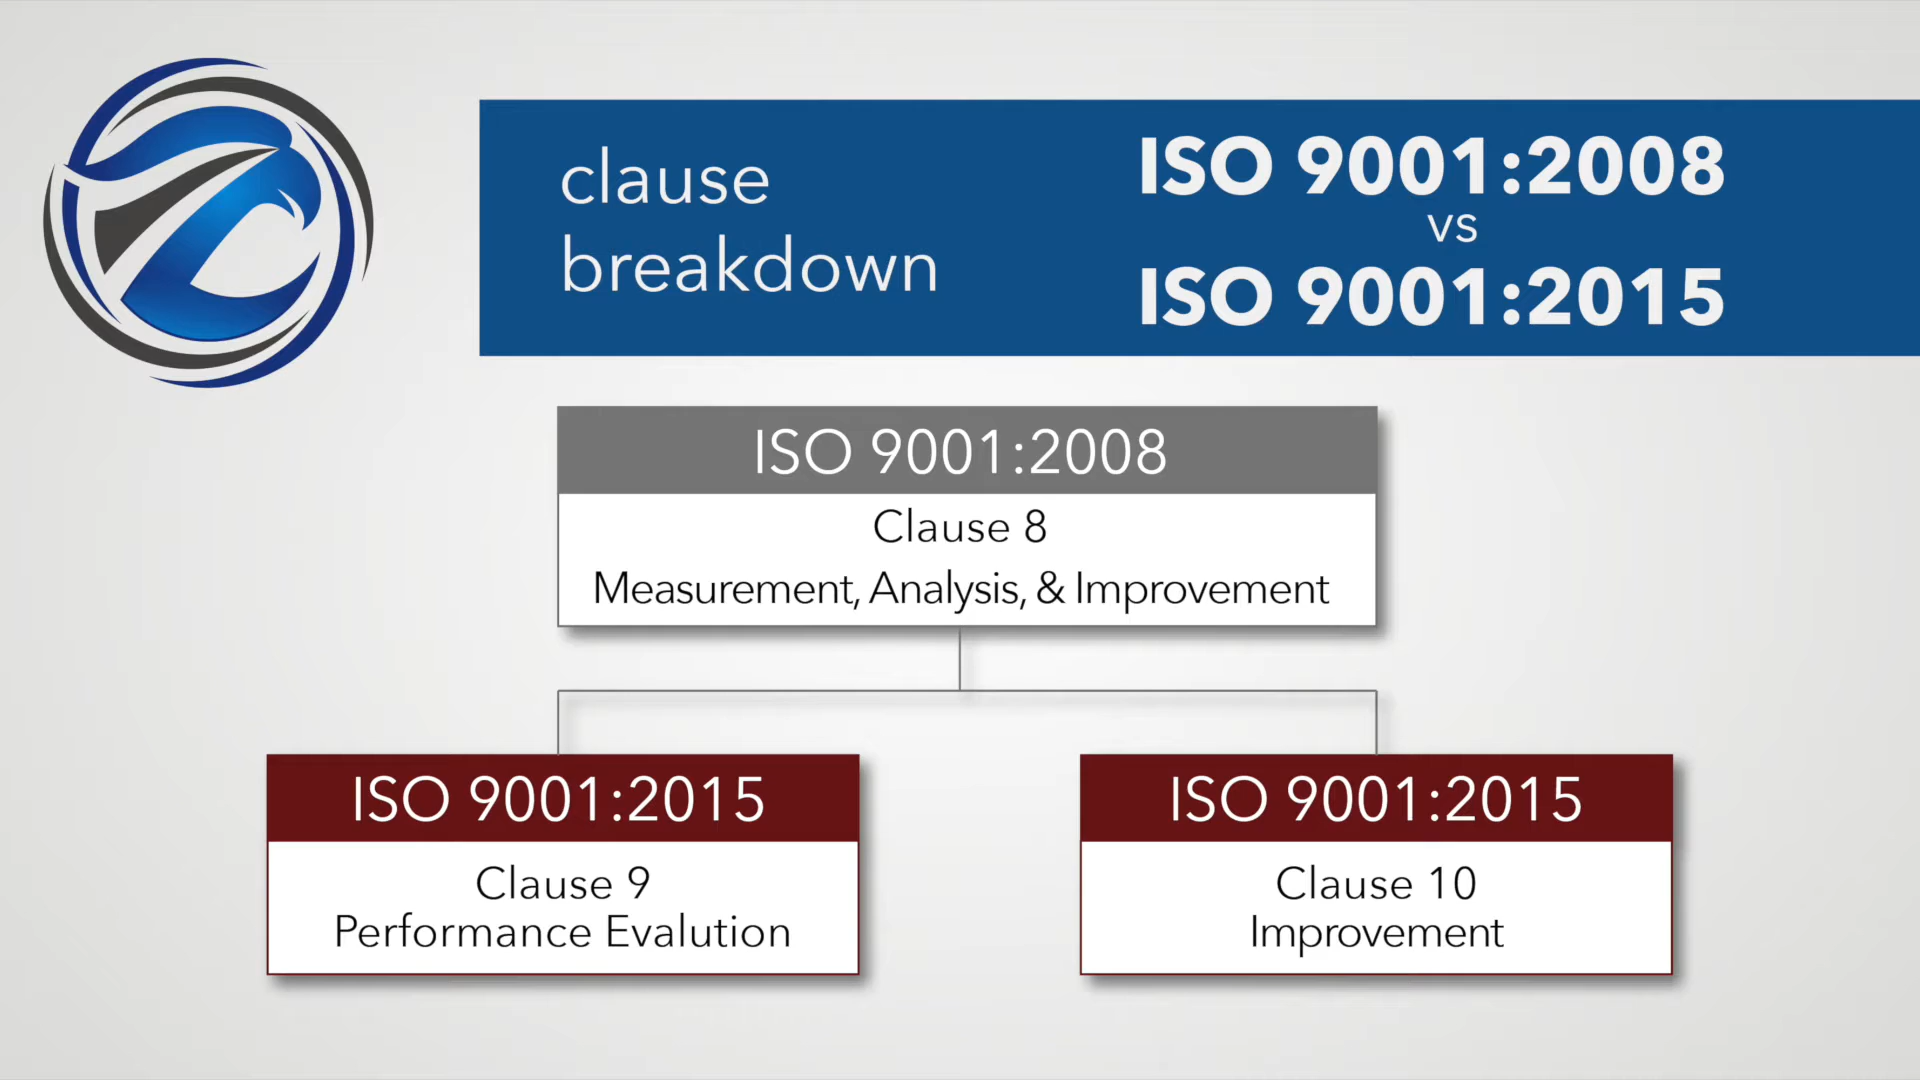 clause
breakdown
ISO 9001:2008
vs
ISO 9001:2015
ISO 9001:2008
Clause 8
Measurement, Analysis, & Improvement
ISO 9001:2015
Clause 9
Performance Evalution
ISO 9001:2015
Clause 10
Improvement